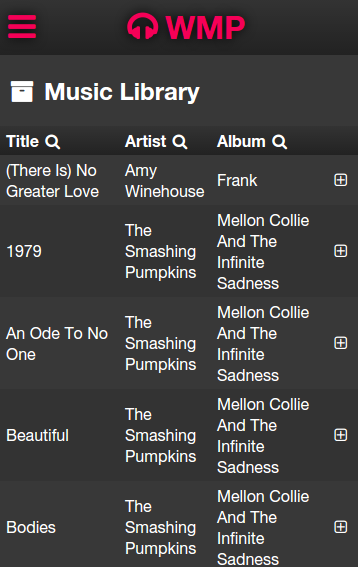 WMP
Music Library
Title Artist Album
(There Is) No Greater Love Amy Winehouse Frank
1979 The Smashing Pumpkins Mellon Collie And The Infinite Sadness
An Ode To No One The Smashing Pumpkins Mellon Collie And The Infinite Sadness
Beautiful The Smashing Pumpkins Mellon Collie And The Infinite Sadness
Bodies The Smashing Pumpkins Mellon Collie And The Infinite Sadness